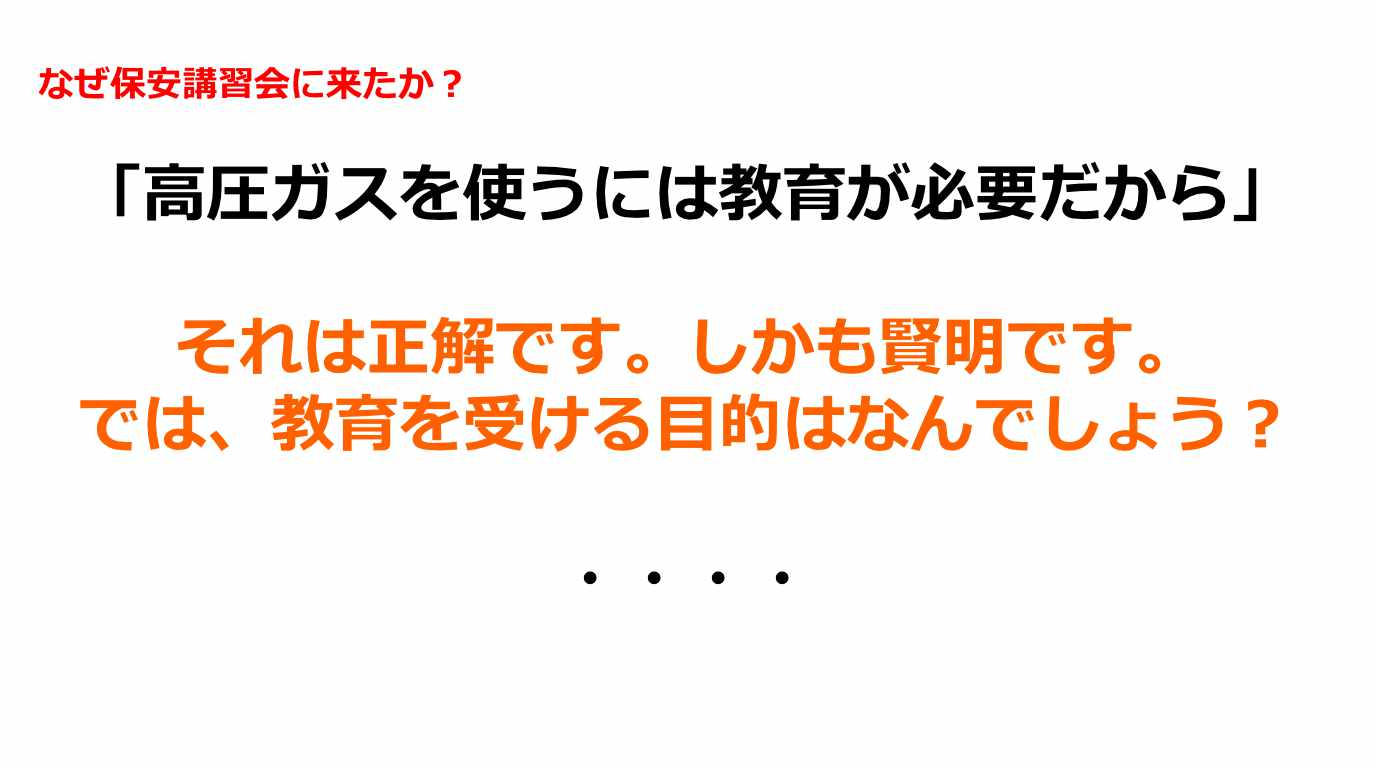 なぜ保安講習会に来たか？
「高圧ガスを使うには教育が必要だから」
それは正解です。しかも賢明です。
では、教育を受ける目的はなんでしょう？
・・・・